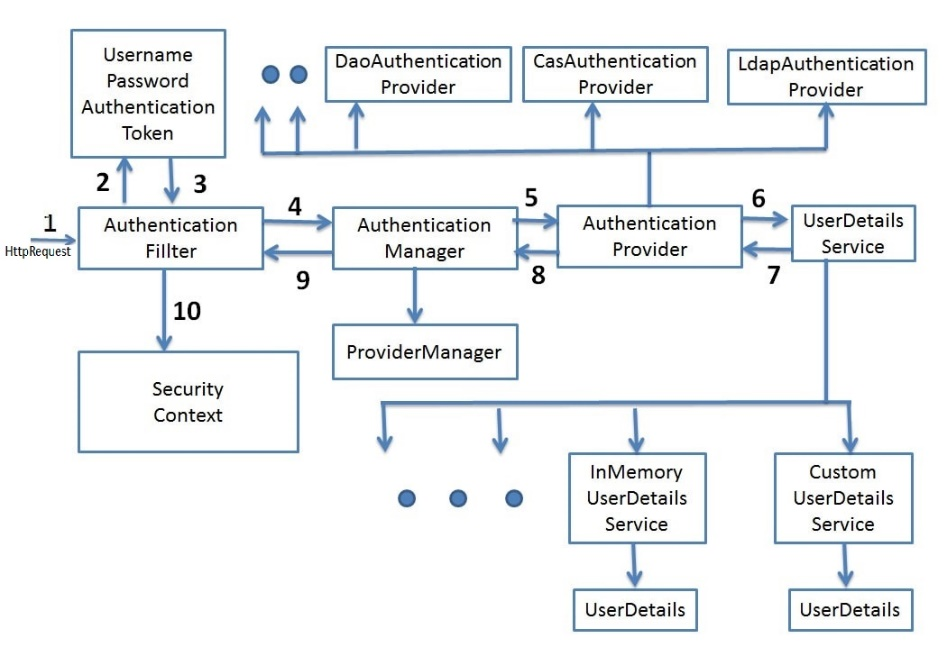 Username
Password
Authentication
Token
DaoAuthentication
Provider
CasAuthentication
Provider
LdapAuthentication
Provider
2
3
1
HttpRequest
Authentication
Fillter
4
9
Authentication
Manager
5
8
Authentication
Provider
6
7
UserDetails
Service
10
ProviderManager
Security
Context
InMemory
UserDetails
Service
Custom
UserDetails
Service
UserDetails
UserDetails